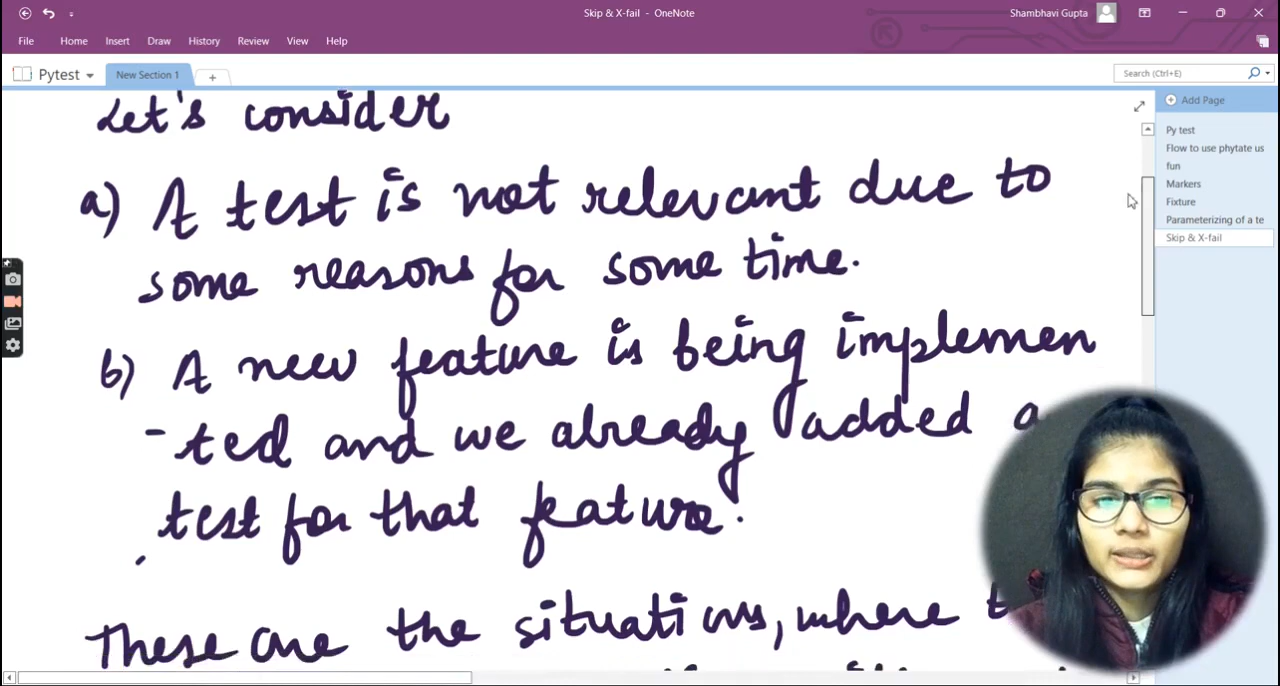 Skip & X-fail - OneNote
Shambhavi Gupta
File Home Insert Draw History Review View Help
Pytest New Section 1 +
Search (Ctrl+E)
Add Page
Py test
Flow to use phytate us
fun
Markers
Fixture
Parameterizing of a te
Skip & X-fail
Let's consider
a) A test is not relevant due to
some reasons for some time.
b) A new feature is being implemen
-ted and we already added a
test for that feature.
These are the situations, where